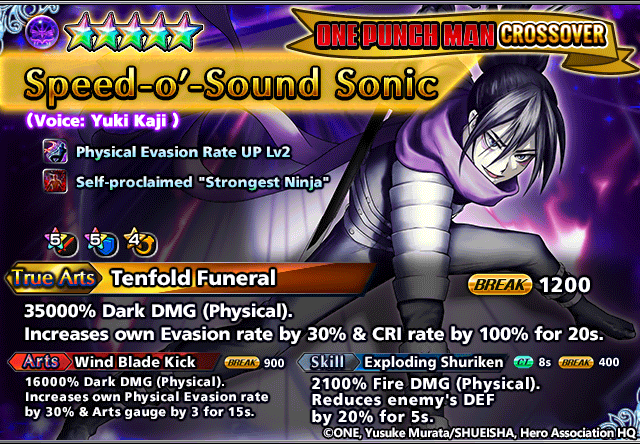 ONE PUNCH MAN CROSSOVER
Speed-o'-Sound Sonic
(Voice: Yuki Kaji )
Physical Evasion Rate UP Lv2
Self-proclaimed "Strongest Ninja"
5 5 4
True Arts Tenfold Funeral BREAK 1200
35000% Dark DMG (Physical).
Increases own Evasion rate by 30% & CRI rate by 100% for 20s.
Arts Wind Blade Kick BREAK 900
16000% Dark DMG (Physical).
Increases own Physical Evasion rate
by 30% & Arts gauge by 3 for 15s.
Skill Exploding Shuriken CT 8s BREAK 400
2100% Fire DMG (Physical).
Reduces enemy's DEF
by 20% for 5s.
©ONE, Yusuke Murata/SHUEISHA, Hero Association HQ